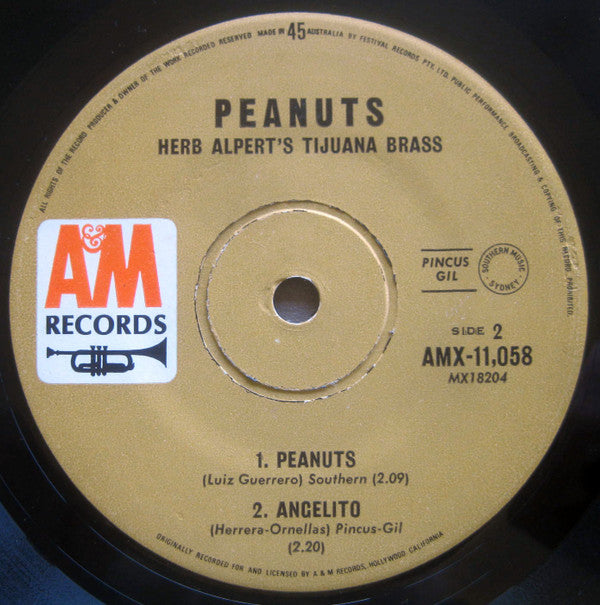 ALL RIGHTS OF THE RECORD PRODUCER & OWNER OF THE WORK RECORDED RESERVED MADE IN 45 AUSTRALIA BY FESTIVAL RECORDS PTY. LTD. PUBLIC PERFORMANCE BROADCASTING & COPYING OF THIS RECORD PROHIBITED.
PEANUTS
HERB ALPERT'S TIJUANA BRASS
A&M
RECORDS
PINCUS
GIL
SOUTHERN MUSIC
SYDNEY
SIDE 2
AMX-11,058
MX18204
1. PEANUTS
(Luiz Guerrero) Southern (2.09)
2. ANGELITO
(Herrera-Ornellas) Pincus-Gil
(2.20)
ORIGINALLY RECORDED FOR AND LICENSED BY A & M RECORDS, HOLLYWOOD CALIFORNIA